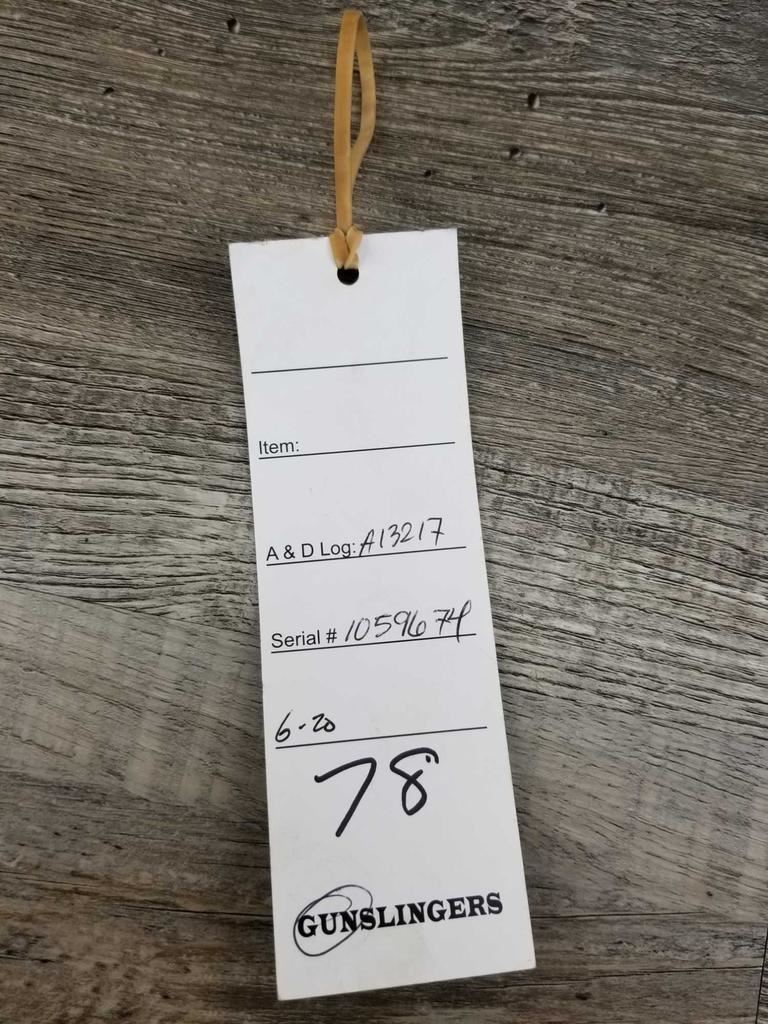 Item:
A & D Log: A13217
Serial # 1059674
6-20
78
GUNSLINGERS